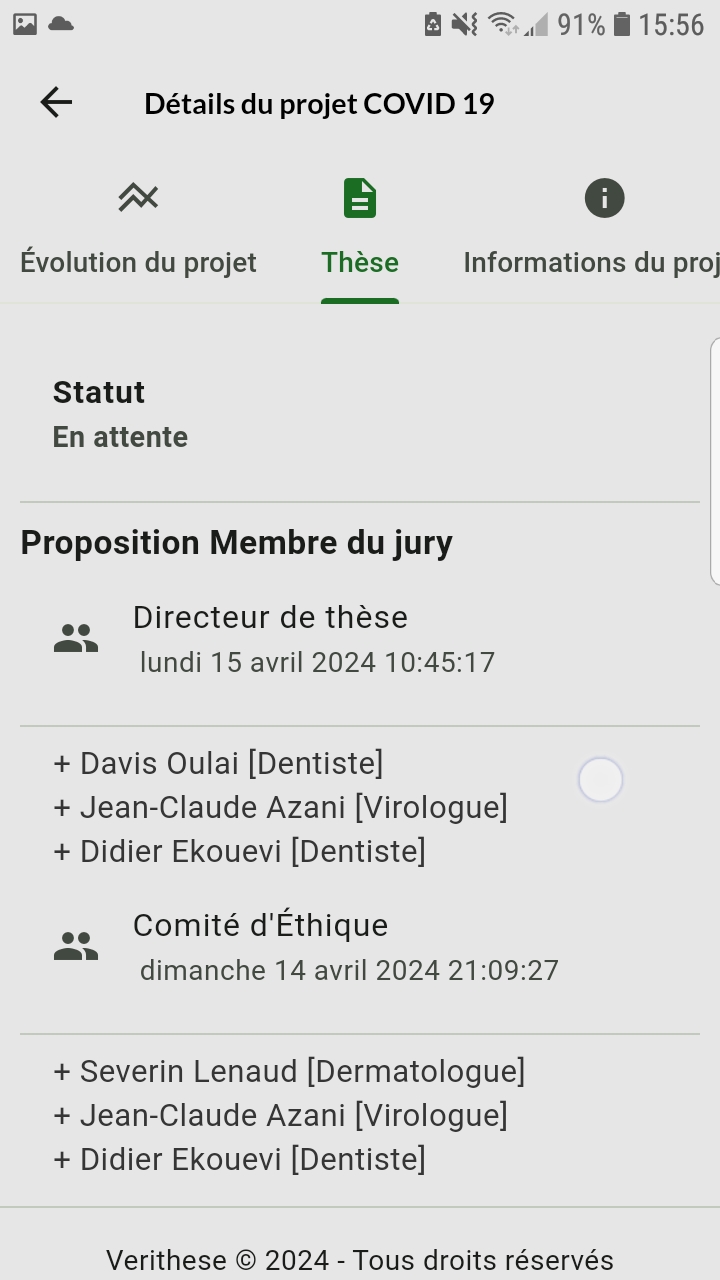 91% 15:56
Détails du projet COVID 19
Évolution du projet Thèse Informations du proj
Statut
En attente
Proposition Membre du jury
Directeur de thèse
lundi 15 avril 2024 10:45:17
+ Davis Oulai [Dentiste]
+ Jean-Claude Azani [Virologue]
+ Didier Ekouevi [Dentiste]
Comité d'Éthique
dimanche 14 avril 2024 21:09:27
+ Severin Lenaud [Dermatologue]
+ Jean-Claude Azani [Virologue]
+ Didier Ekouevi [Dentiste]
Verithese © 2024 - Tous droits réservés